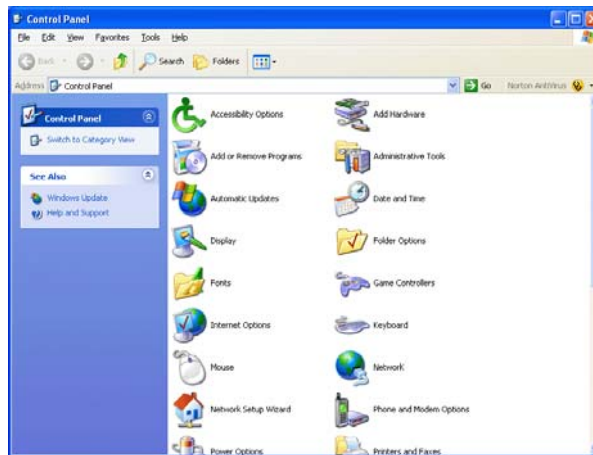 Control Panel
File Edit View Favorites Tools Help
Back Search Folders
Address Control Panel Go Norton AntiVirus
Control Panel
Switch to Category View
See Also
Windows Update
Help and Support
Accessibility Options Add Hardware
Add or Remove Programs Administrative Tools
Automatic Updates Date and Time
Display Folder Options
Fonts Game Controllers
Internet Options Keyboard
Mouse Network
Network Setup Wizard Phone and Modem Options
Power Options Printers and Faxes